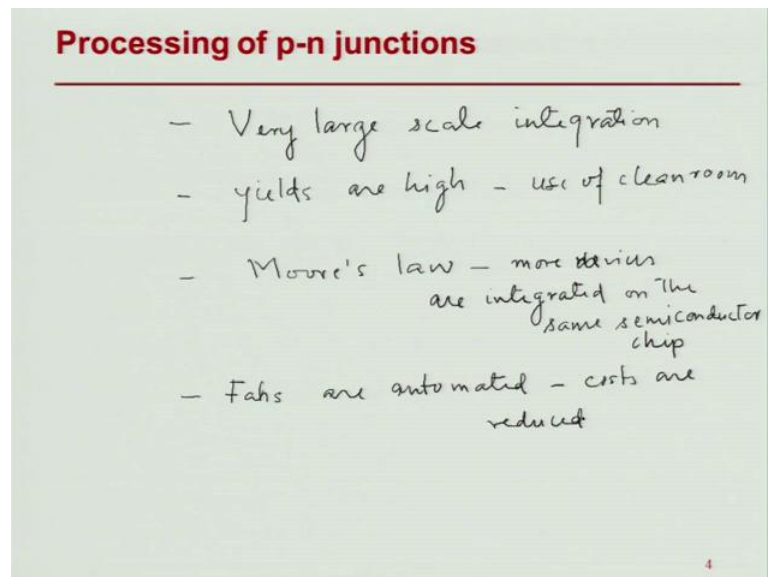 Processing of p-n junctions
- Very large scale integration
- yields are high - use of cleanroom
- Moore's law - more devices
are integrated on the
same semiconductor
chip
- Fabs are automated - costs are
reduced
4